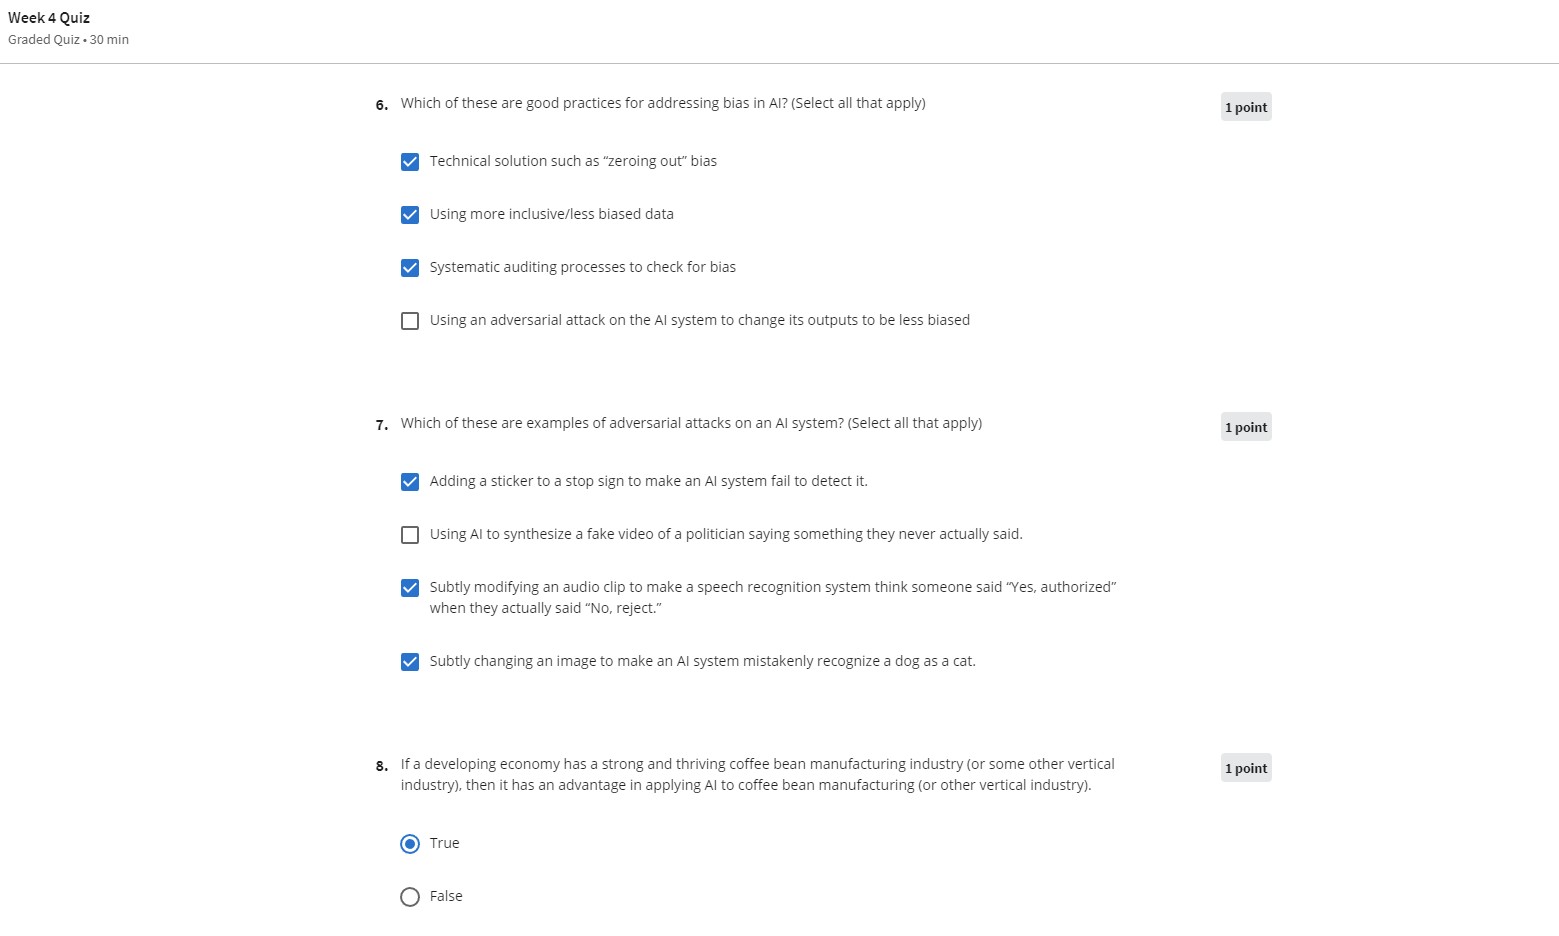 Week 4 Quiz
Graded Quiz • 30 min
6. Which of these are good practices for addressing bias in AI? (Select all that apply)
1 point
Technical solution such as “zeroing out” bias
Using more inclusive/less biased data
Systematic auditing processes to check for bias
Using an adversarial attack on the AI system to change its outputs to be less biased
7. Which of these are examples of adversarial attacks on an AI system? (Select all that apply)
1 point
Adding a sticker to a stop sign to make an AI system fail to detect it.
Using AI to synthesize a fake video of a politician saying something they never actually said.
Subtly modifying an audio clip to make a speech recognition system think someone said “Yes, authorized”
when they actually said “No, reject.”
Subtly changing an image to make an AI system mistakenly recognize a dog as a cat.
8. If a developing economy has a strong and thriving coffee bean manufacturing industry (or some other vertical
industry), then it has an advantage in applying AI to coffee bean manufacturing (or other vertical industry).
1 point
True
False